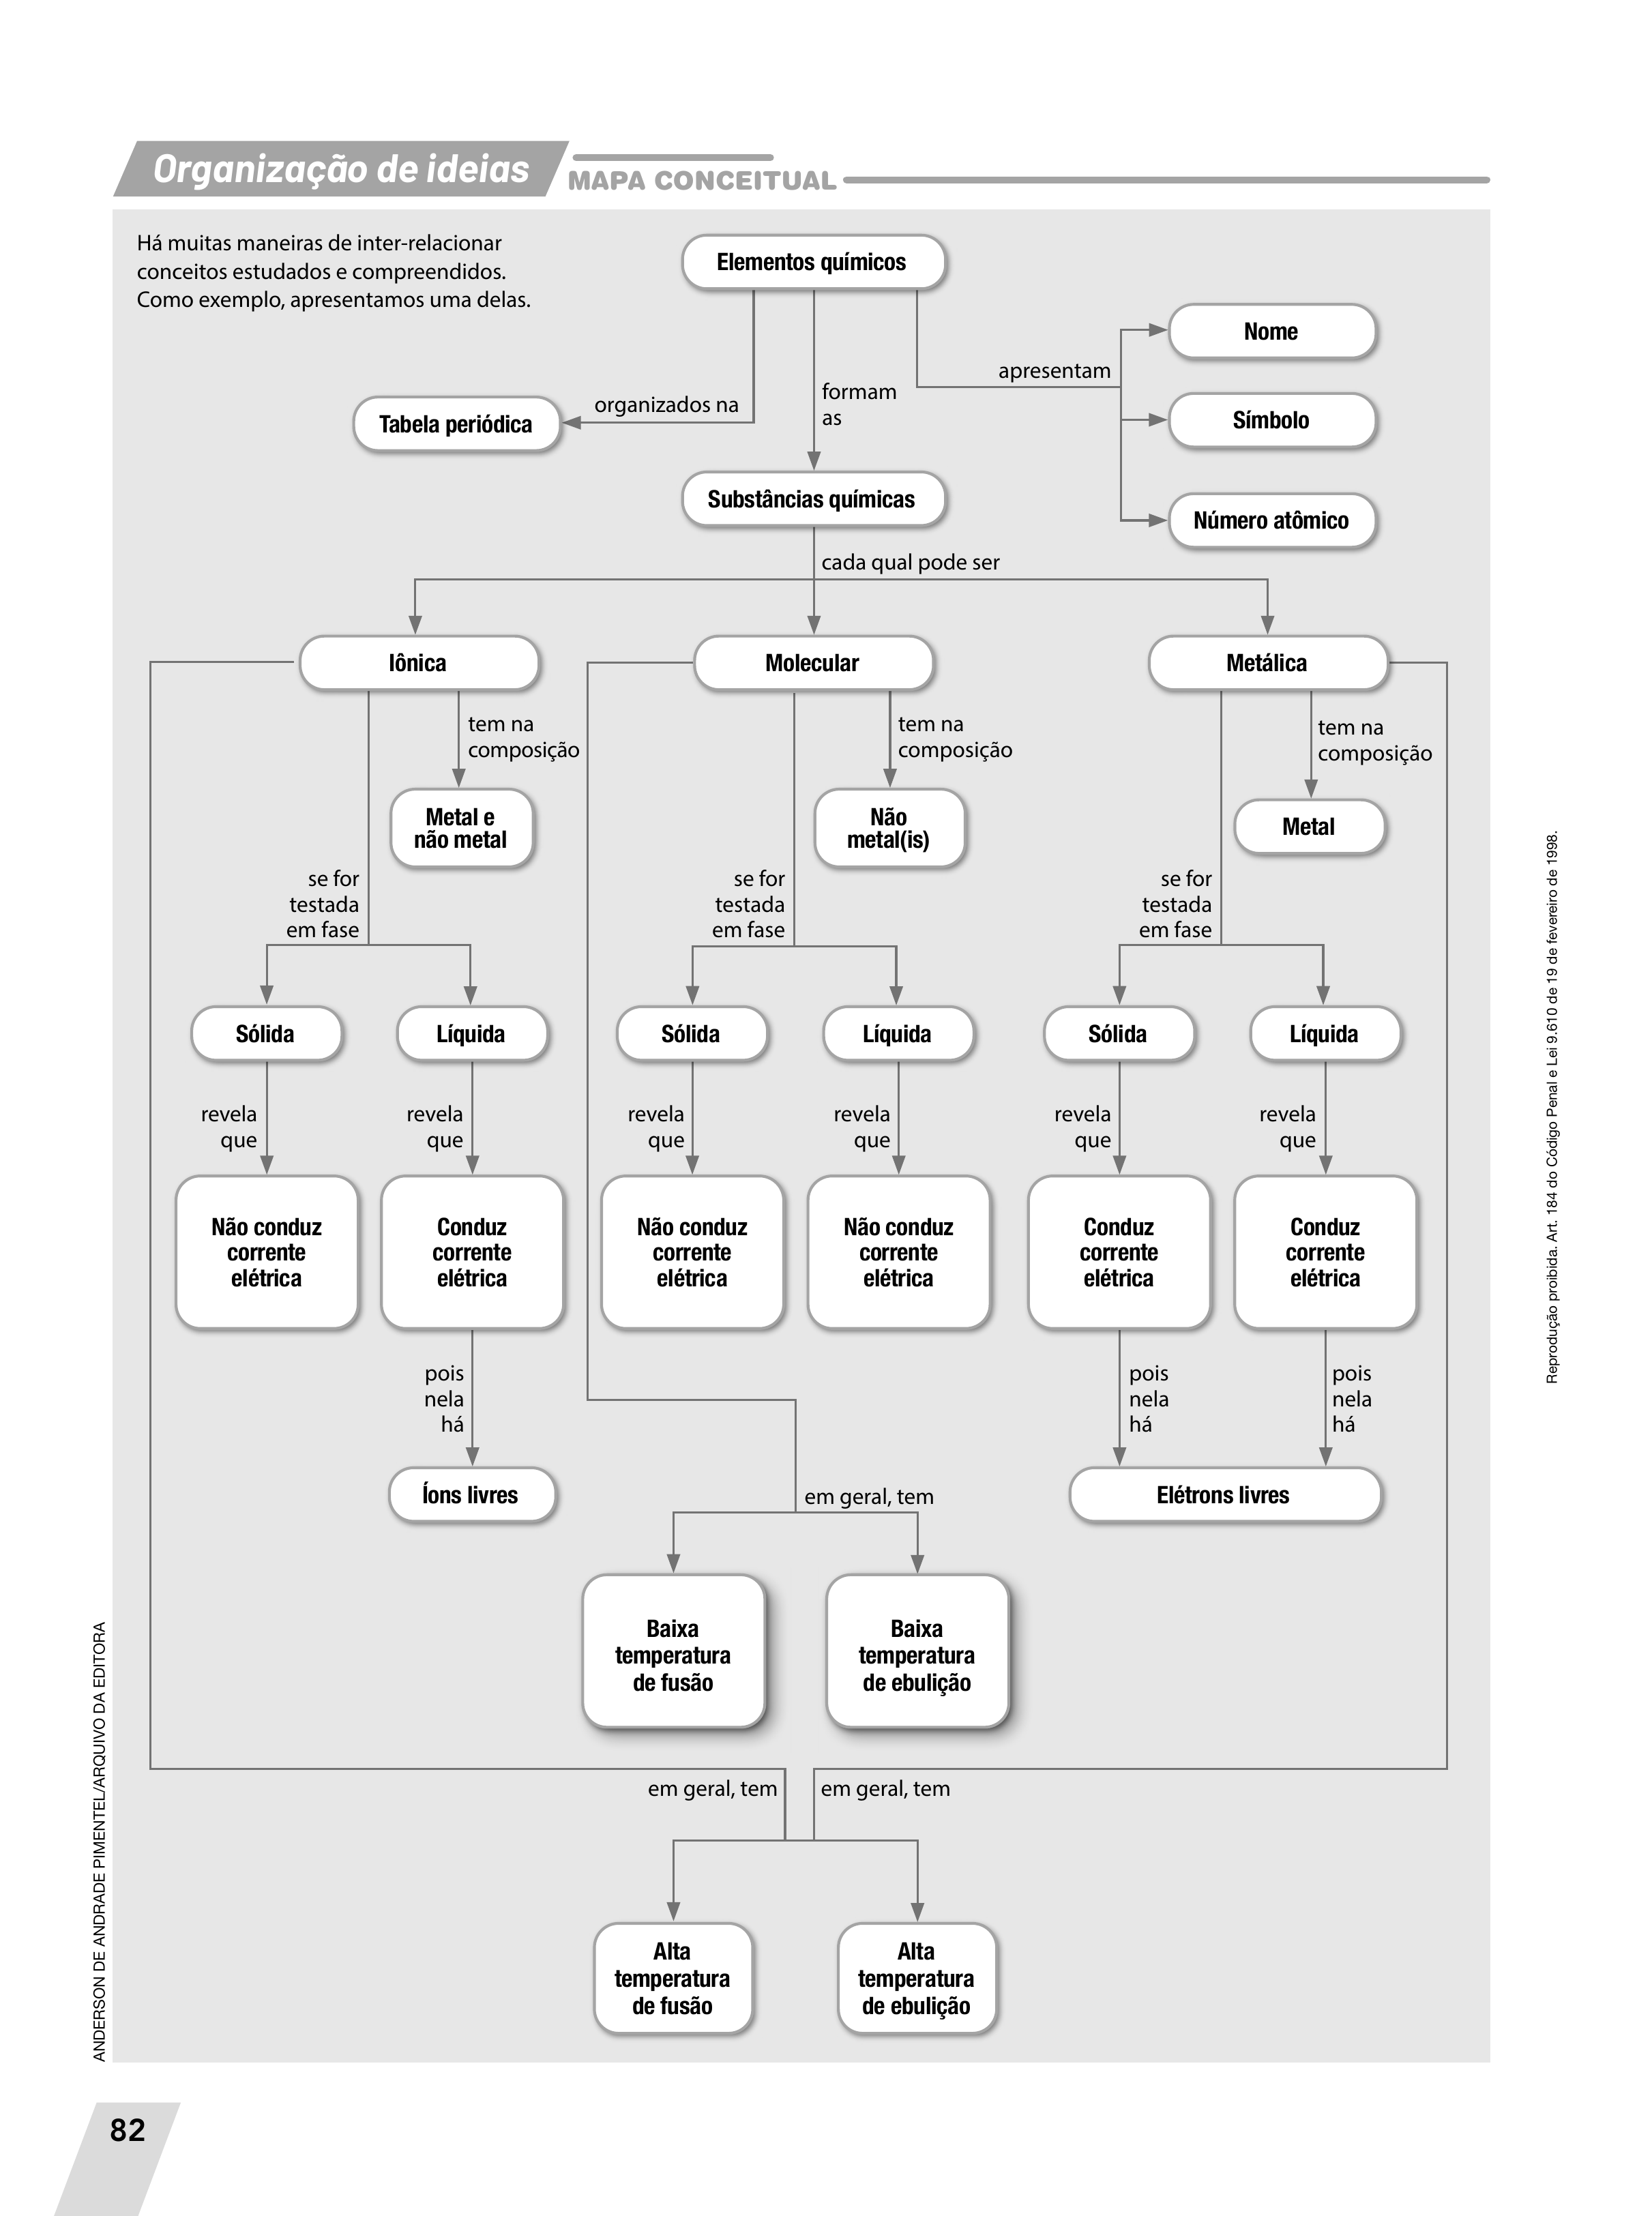 Organização de ideias
MAPA CONCEITUAL
Há muitas maneiras de inter-relacionar
conceitos estudados e compreendidos.
Como exemplo, apresentamos uma delas.
Elementos químicos
organizados na
Tabela periódica
formam
as
apresentam
Nome
Símbolo
Número atômico
Substâncias químicas
cada qual pode ser
Iônica
Molecular
Metálica
tem na
composição
Metal e
não metal
tem na
composição
Não
metal(is)
tem na
composição
Metal
se for
testada
em fase
se for
testada
em fase
se for
testada
em fase
Sólida
Líquida
Sólida
Líquida
Sólida
Líquida
revela
que
revela
que
revela
que
revela
que
revela
que
revela
que
Não conduz
corrente
elétrica
Conduz
corrente
elétrica
Não conduz
corrente
elétrica
Não conduz
corrente
elétrica
Conduz
corrente
elétrica
Conduz
corrente
elétrica
pois
nela
há
pois
nela
há
pois
nela
há
Íons livres
Elétrons livres
em geral, tem
Baixa
temperatura
de fusão
Baixa
temperatura
de ebulição
em geral, tem
em geral, tem
Alta
temperatura
de fusão
Alta
temperatura
de ebulição
ANDERSON DE ANDRADE PIMENTEL/ARQUIVO DA EDITORA
Reprodução proibida. Art. 184 do Código Penal e Lei 9.610 de 19 de fevereiro de 1998.
82